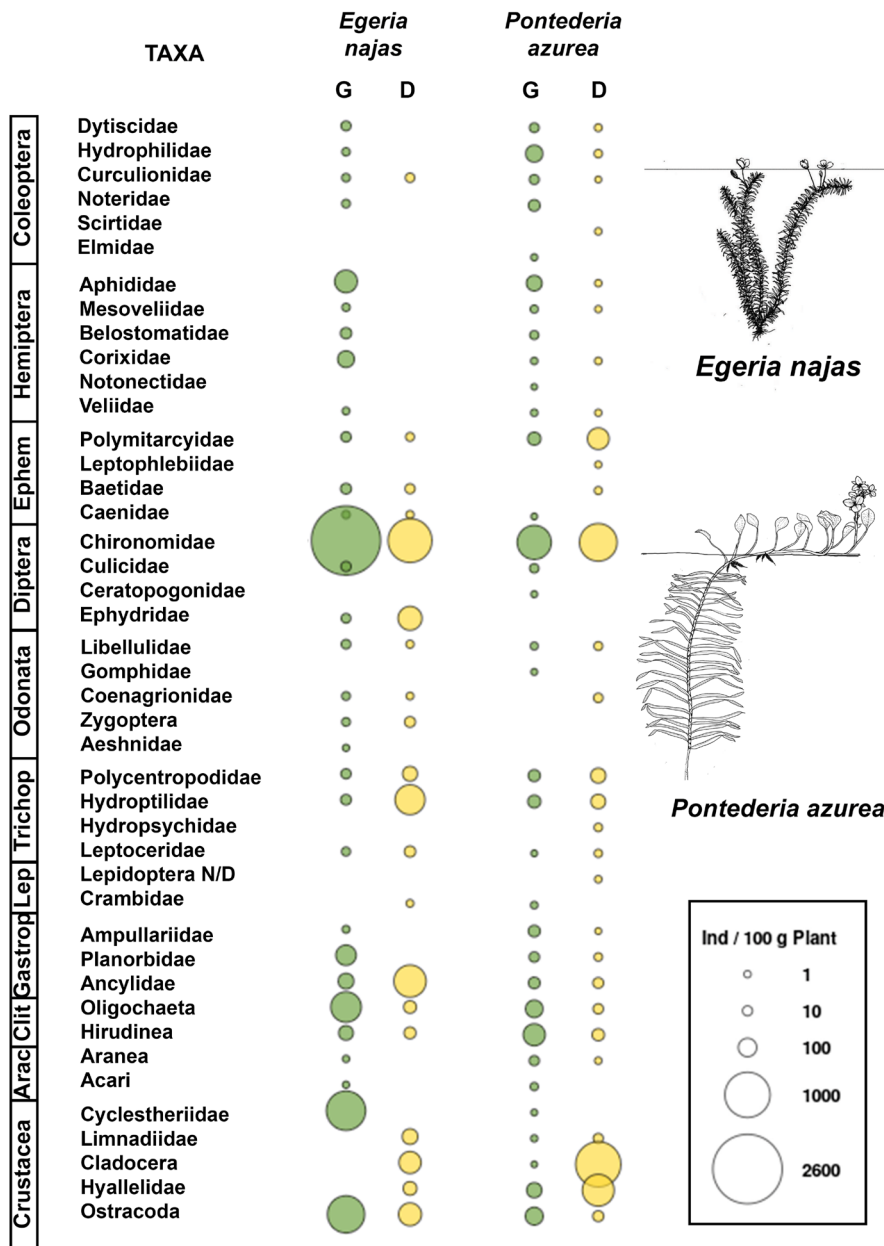 TAXA
Egeria
najas
Pontederia
azurea
G D G D
Coleoptera
Dytiscidae
Hydrophilidae
Curculionidae
Noteridae
Scirtidae
Elmidae
Hemiptera
Aphididae
Mesoveliidae
Belostomatidae
Corixidae
Notonectidae
Veliidae
Ephem
Polymitarcyidae
Leptophlebiidae
Baetidae
Caenidae
Diptera
Chironomidae
Culicidae
Ceratopogonidae
Ephydridae
Odonata
Libellulidae
Gomphidae
Coenagrionidae
Zygoptera
Aeshnidae
Trichop
Polycentropodidae
Hydroptilidae
Hydropsychidae
Leptoceridae
Lep
Lepidoptera N/D
Crambidae
Gastrop
Ampullariidae
Planorbidae
Ancylidae
Clit
Oligochaeta
Hirudinea
Arac
Aranea
Acari
Crustacea
Cyclestheriidae
Limnadiidae
Cladocera
Hyallelidae
Ostracoda
Egeria najas
Pontederia azurea
Ind / 100 g Plant
1
10
100
1000
2600